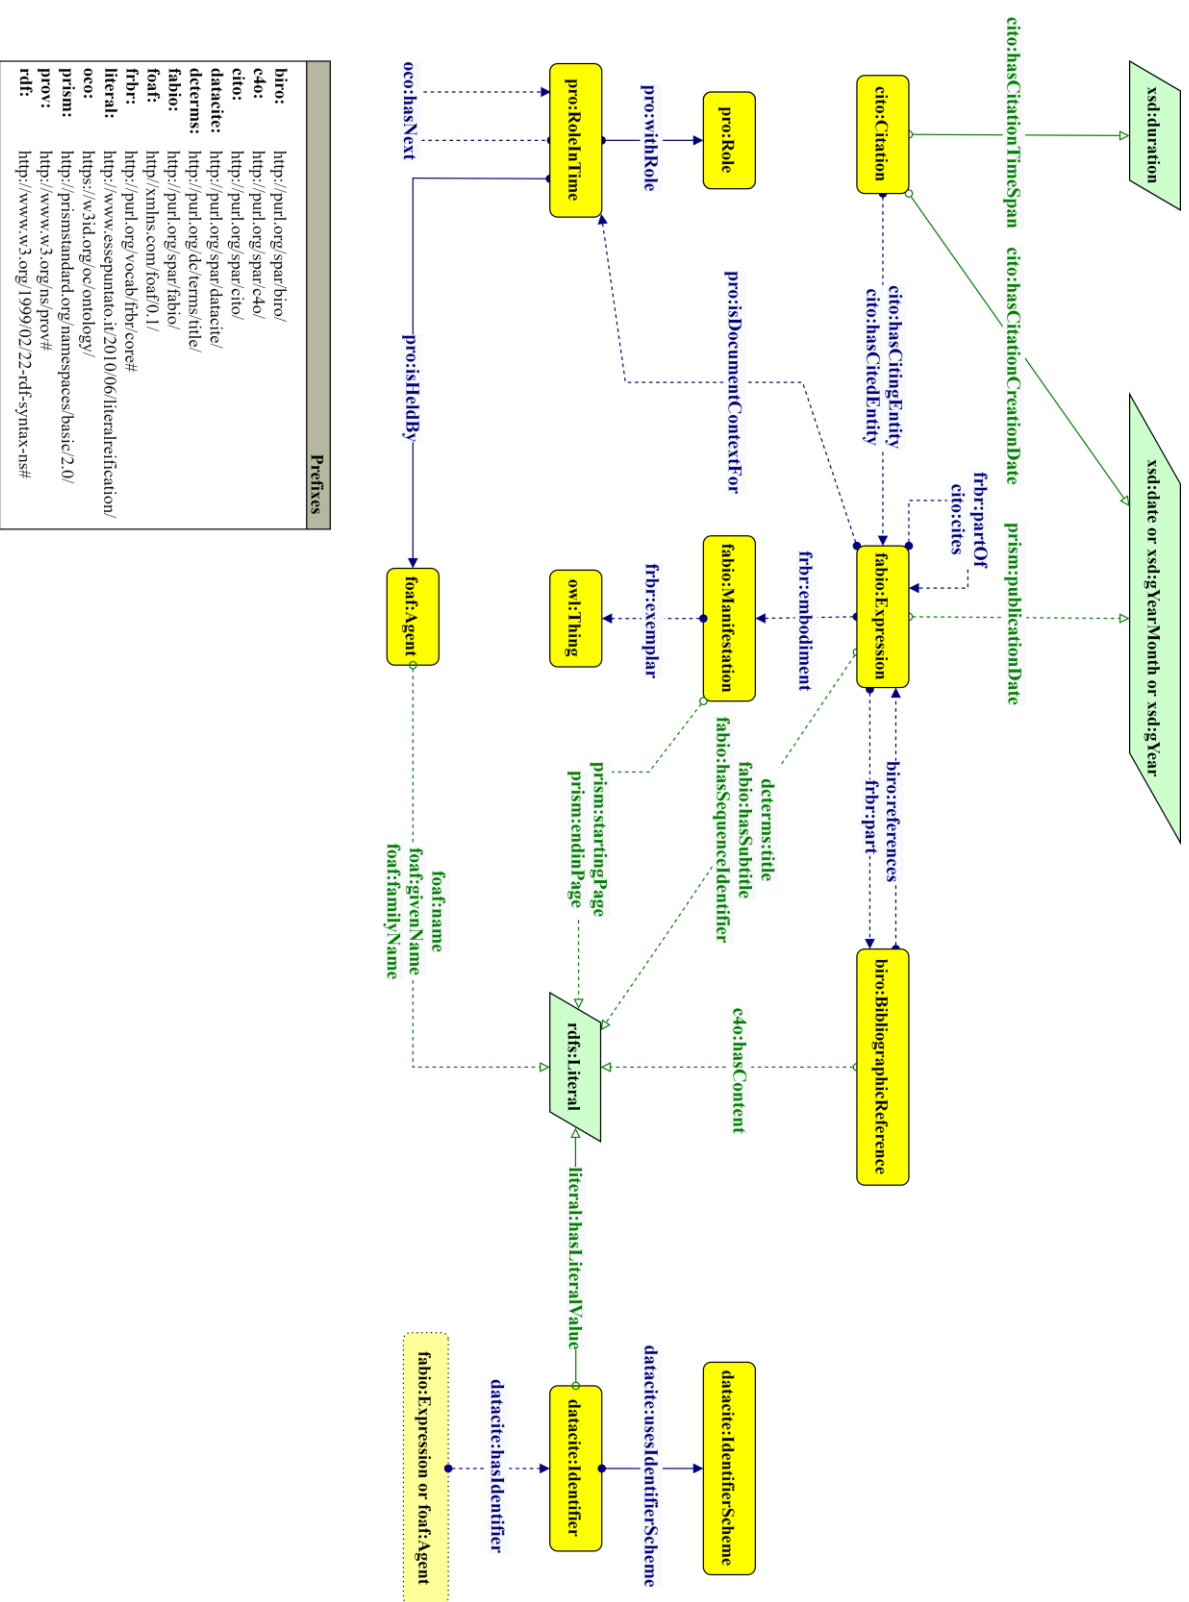 xsd:duration
xsd:date or xsd:gYearMonth or xsd:gYear
cito:hasCitationTimeSpan
cito:hasCitationCreationDate
prism:publicationDate
frbr:partOf
cito:cites
cito:Citation
cito:hasCitingEntity
cito:hasCitedEntity
fabio:Expression
biro:references
frbr:part
biro:BibliographicReference
pro:isDocumentContextFor
frbr:embodiment
dcterms:title
fabio:hasSubtitle
fabio:hasSequenceIdentifier
c4o:hasContent
pro:Role
fabio:Manifestation
datacite:IdentifierScheme
pro:withRole
frbr:exemplar
prism:startingPage
prism:endinPage
datacite:usesIdentifierScheme
pro:RoleInTime
owl:Thing
rdfs:Literal
literal:hasLiteralValue
datacite:Identifier
oco:hasNext
pro:isHeldBy
foaf:Agent
foaf:name
foaf:givenName
foaf:familyName
datacite:hasIdentifier
fabio:Expression or foaf:Agent
Prefixes
biro: http://purl.org/spar/biro/
c4o: http://purl.org/spar/c4o/
cito: http://purl.org/spar/cito/
datacite: http://purl.org/spar/datacite/
dcterms: http://purl.org/dc/terms/title/
fabio: http://purl.org/spar/fabio/
foaf: http//xmlns.com/foaf/0.1/
frbr: http://purl.org/vocab/frbr/core#
literal: http://www.essepuntato.it/2010/06/literalreification/
oco: https://w3id.org/oc/ontology/
prism: http://prismstandard.org/namespaces/basic/2.0/
prov: http://www.w3.org/ns/prov#
rdf: http://www.w3.org/1999/02/22-rdf-syntax-ns#